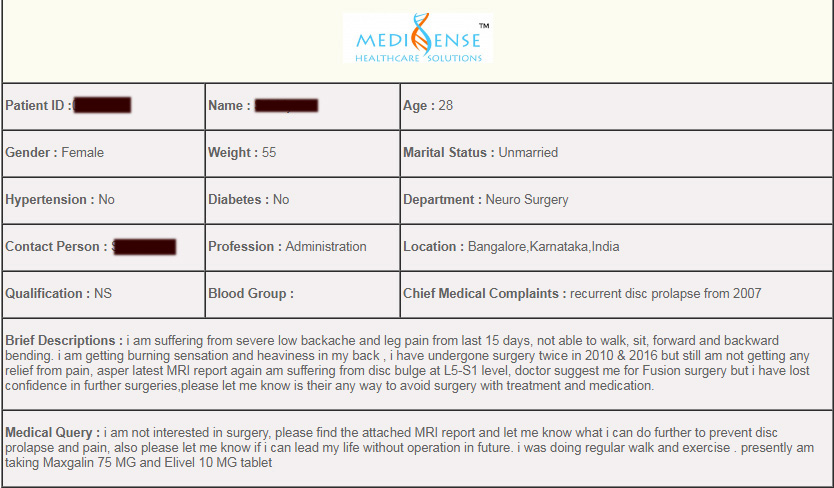 MEDISENSE™
HEALTHCARE SOLUTIONS
Patient ID :
Name :
Age : 28
Gender : Female
Weight : 55
Marital Status : Unmarried
Hypertension : No
Diabetes : No
Department : Neuro Surgery
Contact Person :
Profession : Administration
Location : Bangalore,Karnataka,India
Qualification : NS
Blood Group :
Chief Medical Complaints : recurrent disc prolapse from 2007
Brief Descriptions : i am suffering from severe low backache and leg pain from last 15 days, not able to walk, sit, forward and backward
bending. i am getting burning sensation and heaviness in my back , i have undergone surgery twice in 2010 & 2016 but still am not getting any
relief from pain, asper latest MRI report again am suffering from disc bulge at L5-S1 level, doctor suggest me for Fusion surgery but i have lost
confidence in further surgeries,please let me know is their any way to avoid surgery with treatment and medication.
Medical Query : i am not interested in surgery, please find the attached MRI report and let me know what i can do further to prevent disc
prolapse and pain, also please let me know if i can lead my life without operation in future. i was doing regular walk and exercise . presently am
taking Maxgalin 75 MG and Elivel 10 MG tablet